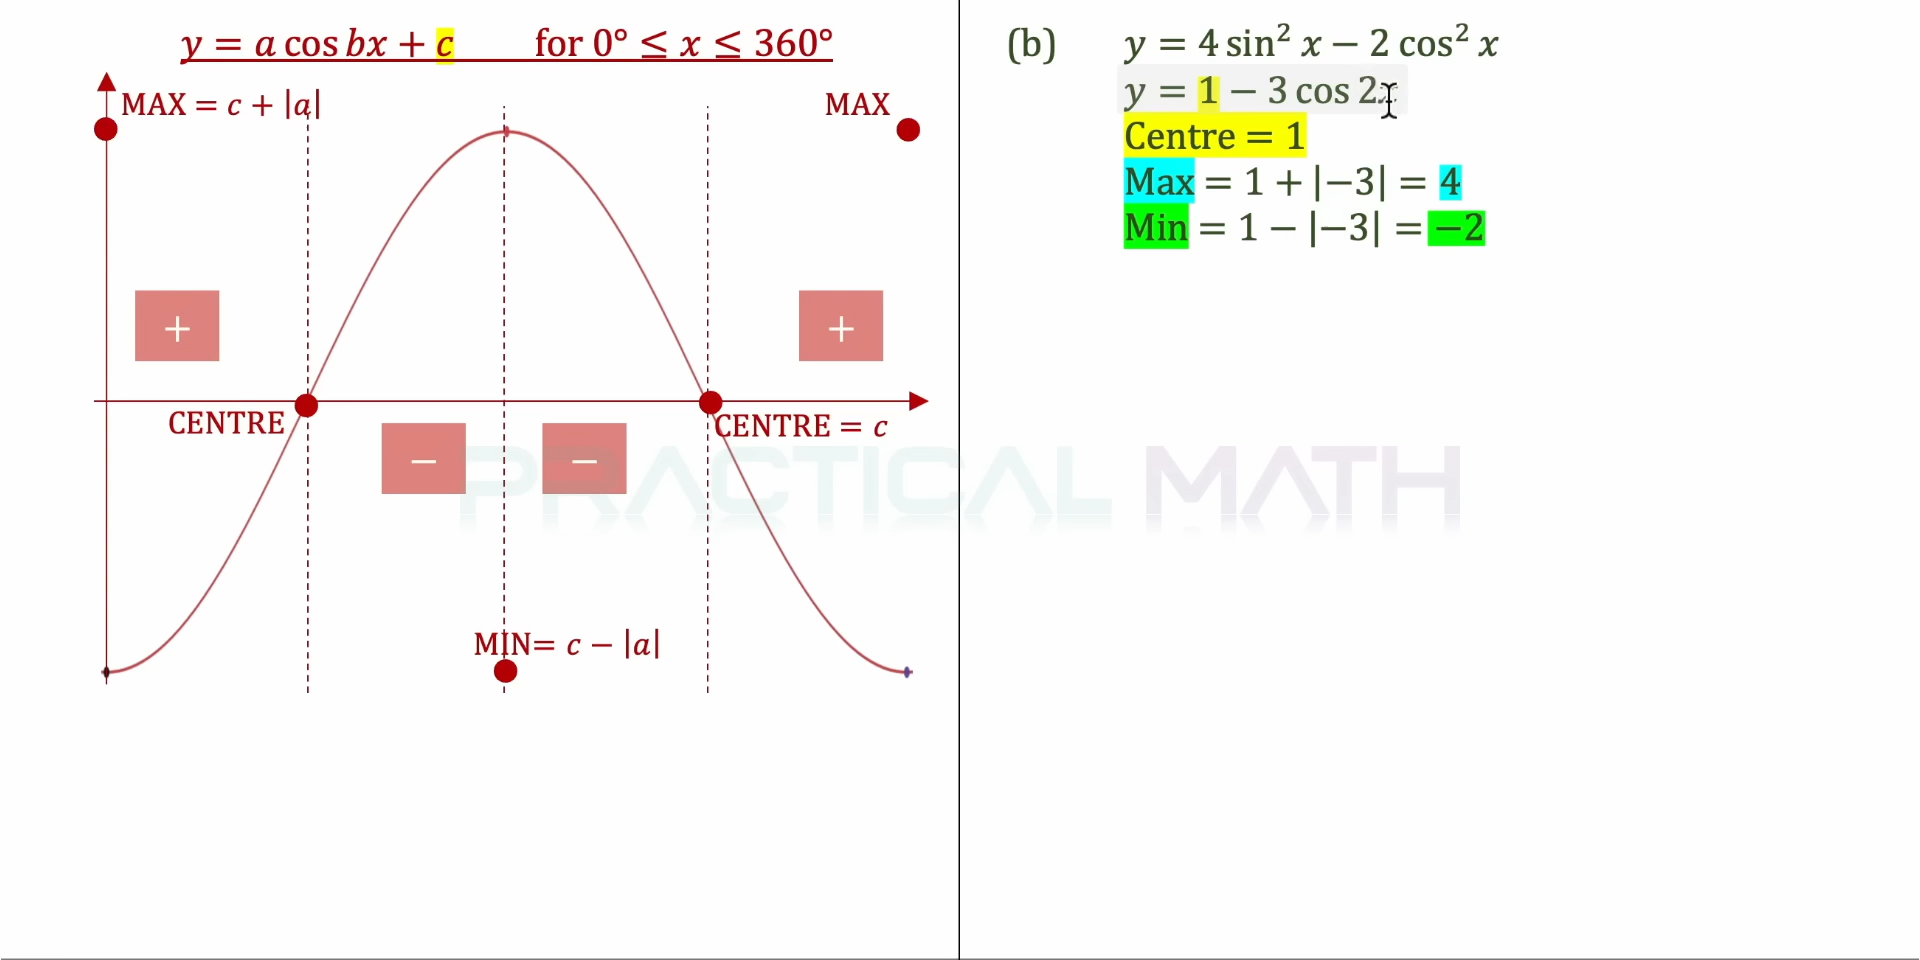 y = a cos bx + c for 0° ≤ x ≤ 360°
MAX = c + |a|
MAX
+
+
CENTRE
CENTRE = c
−
−
MIN= c − |a|
(b) y = 4 sin² x − 2 cos² x
y = 1 − 3 cos 2x
Centre = 1
Max = 1 + |−3| = 4
Min = 1 − |−3| = −2
PRACTICAL MATH